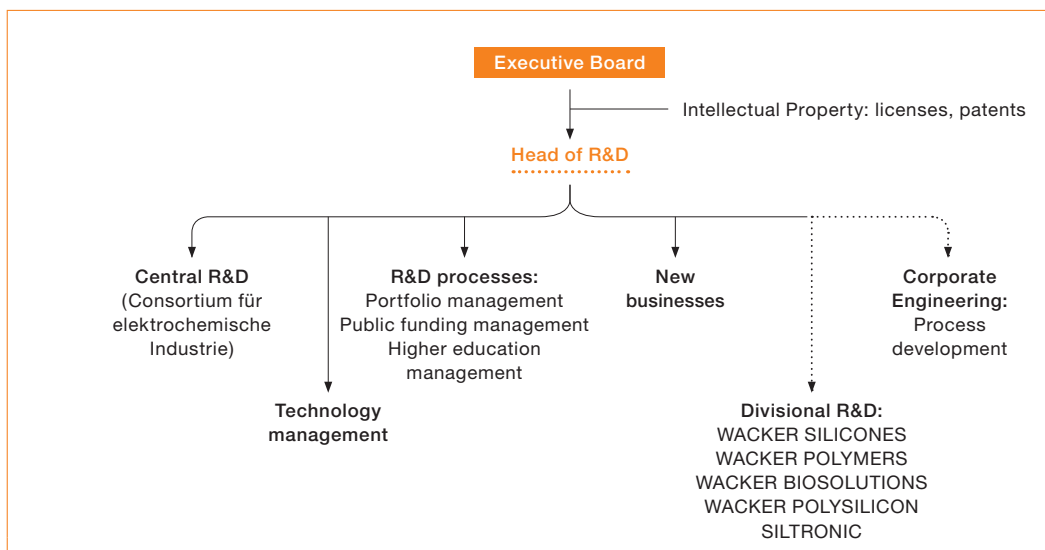 Executive Board
Intellectual Property: licenses, patents
Head of R&D
Central R&D
(Consortium für
elektrochemische
Industrie)
Technology
management
R&D processes:
Portfolio management
Public funding management
Higher education
management
New
businesses
Divisional R&D:
WACKER SILICONES
WACKER POLYMERS
WACKER BIOSOLUTIONS
WACKER POLYSILICON
SILTRONIC
Corporate
Engineering:
Process
development